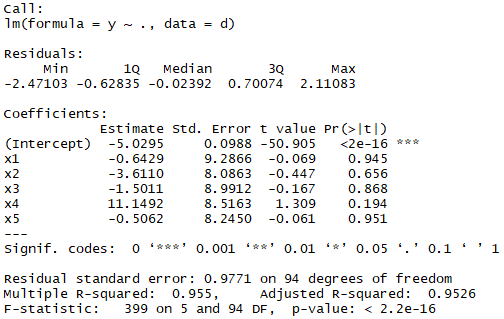 Call:
lm(formula = y ~ ., data = d)
Residuals:
     Min       1Q   Median       3Q      Max
-2.47103 -0.62835 -0.02392  0.70074  2.11083
Coefficients:
            Estimate Std. Error t value Pr(>|t|)
(Intercept)  -5.0295     0.0988 -50.905   <2e-16 ***
x1           -0.6429     9.2866  -0.069    0.945
x2           -3.6110     8.0863  -0.447    0.656
x3           -1.5011     8.9912  -0.167    0.868
x4           11.1492     8.5163   1.309    0.194
x5           -0.5062     8.2450  -0.061    0.951
---
Signif. codes:  0 ‘***’ 0.001 ‘**’ 0.01 ‘*’ 0.05 ‘.’ 0.1 ‘ ’ 1
Residual standard error: 0.9771 on 94 degrees of freedom
Multiple R-squared:  0.955,     Adjusted R-squared:  0.9526
F-statistic:   399 on 5 and 94 DF,  p-value: < 2.2e-16